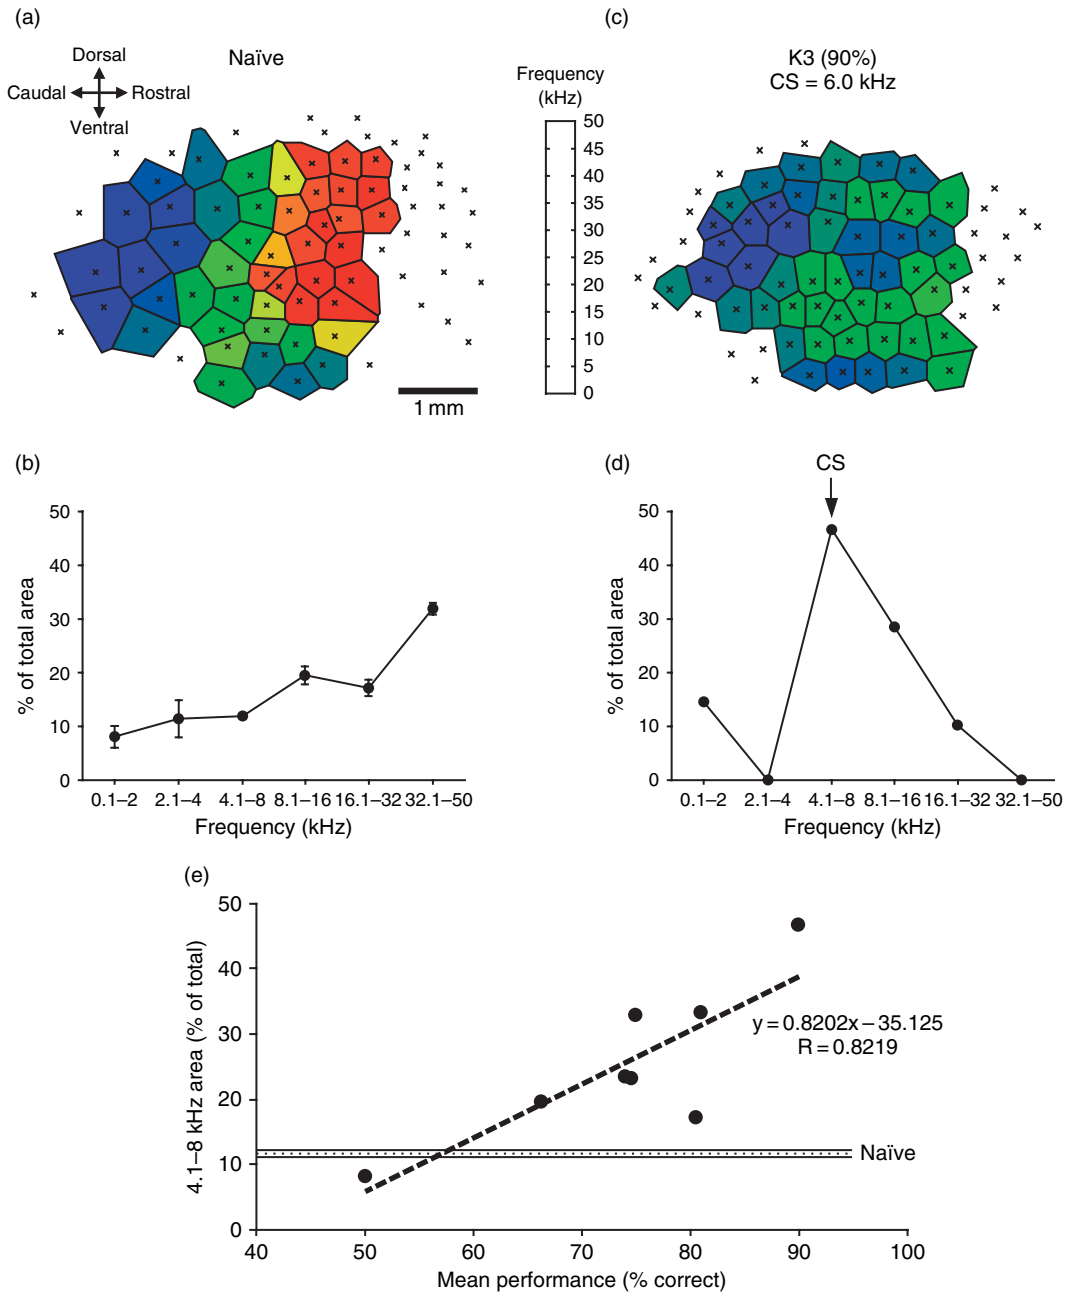 (a)
Dorsal
Caudal
Rostral
Ventral
Naïve
1 mm
Frequency
(kHz)
50
45
40
35
30
25
20
15
10
5
0
(c)
K3 (90%)
CS = 6.0 kHz
(b)
% of total area
50
40
30
20
10
0
0.1–2 2.1–4 4.1–8 8.1–16 16.1–32 32.1–50
Frequency (kHz)
(d)
CS
% of total area
50
40
30
20
10
0
0.1–2 2.1–4 4.1–8 8.1–16 16.1–32 32.1–50
Frequency (kHz)
(e)
4.1–8 kHz area (% of total)
50
40
30
20
10
0
y = 0.8202x – 35.125
R = 0.8219
Naïve
40 50 60 70 80 90 100
Mean performance (% correct)